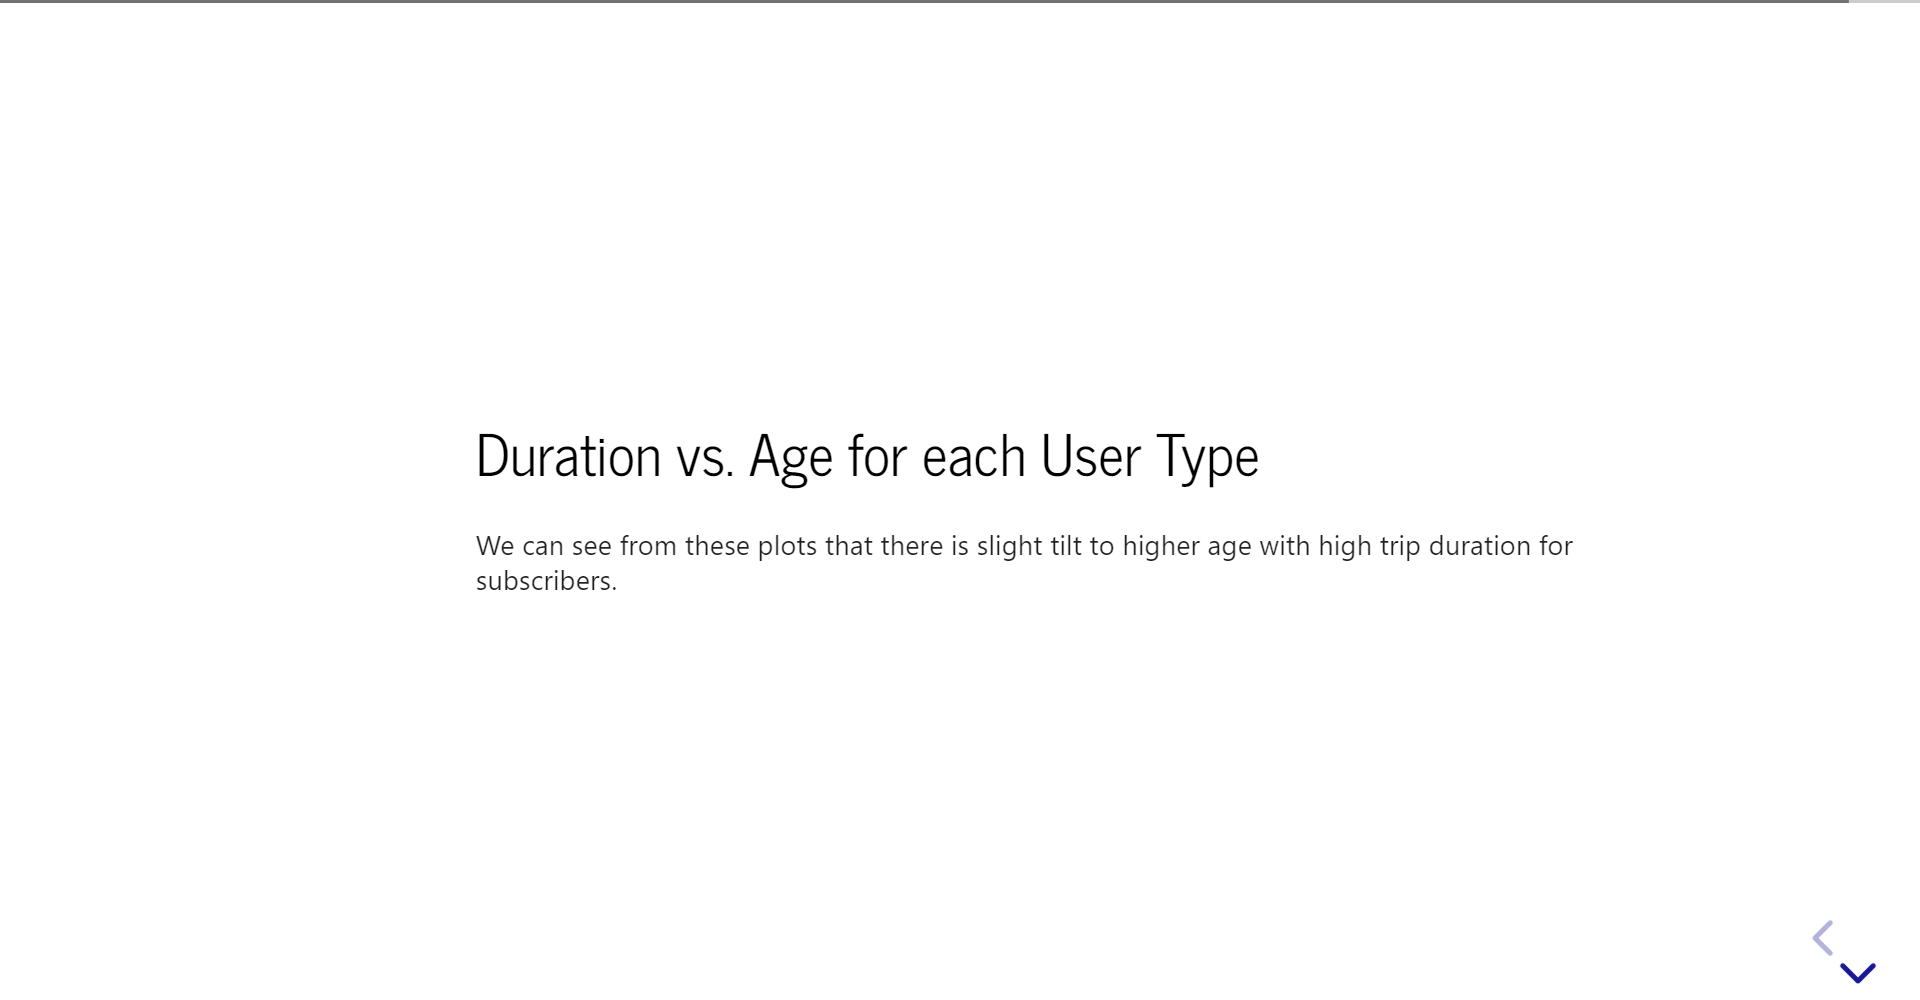 Duration vs. Age for each User Type
We can see from these plots that there is slight tilt to higher age with high trip duration for
subscribers.